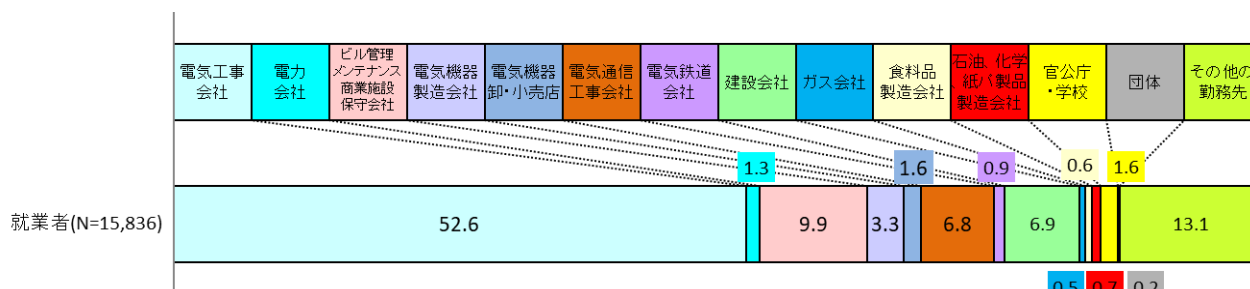 電気工事
会社
電力
会社
ビル管理
メンテナンス
商業施設
保守会社
電気機器
製造会社
電気機器
卸・小売店
電気通信
工事会社
電気鉄道
会社
建設会社
ガス会社
食料品
製造会社
石油、化学
、紙パ製品
製造会社
官公庁
・学校
団体
その他の
勤務先
1.3
1.6
0.9
0.6
1.6
就業者(N=15,836)
52.6
9.9
3.3
6.8
6.9
13.1
0.5
0.7
0.2